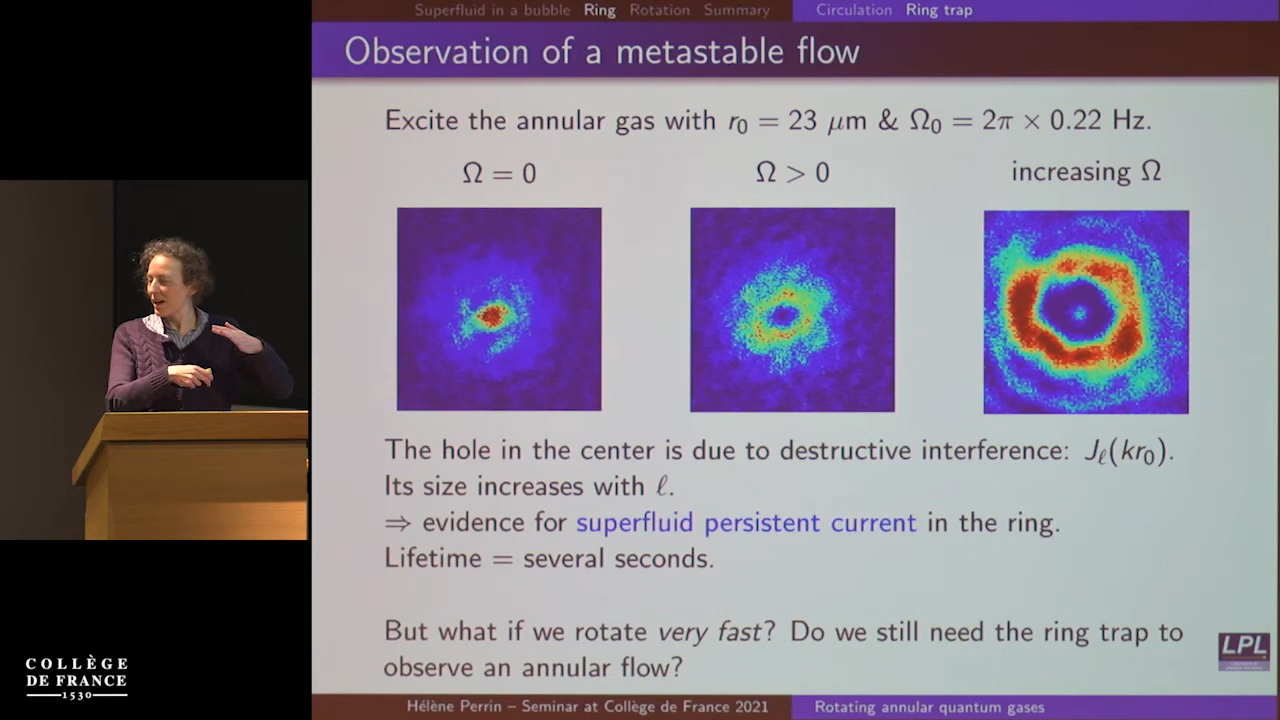 Superfluid in a bubble Ring Rotation Summary Circulation Ring trap
Observation of a metastable flow
Excite the annular gas with r₀ = 23 μm & Ω₀ = 2π × 0.22 Hz.
Ω = 0 Ω > 0 increasing Ω
The hole in the center is due to destructive interference: Jℓ(kr₀).
Its size increases with ℓ.
⇒ evidence for superfluid persistent current in the ring.
Lifetime = several seconds.
But what if we rotate very fast? Do we still need the ring trap to
observe an annular flow?
LPL
Hélène Perrin – Seminar at Collège de France 2021 Rotating annular quantum gases
COLLÈGE
DE FRANCE
1530